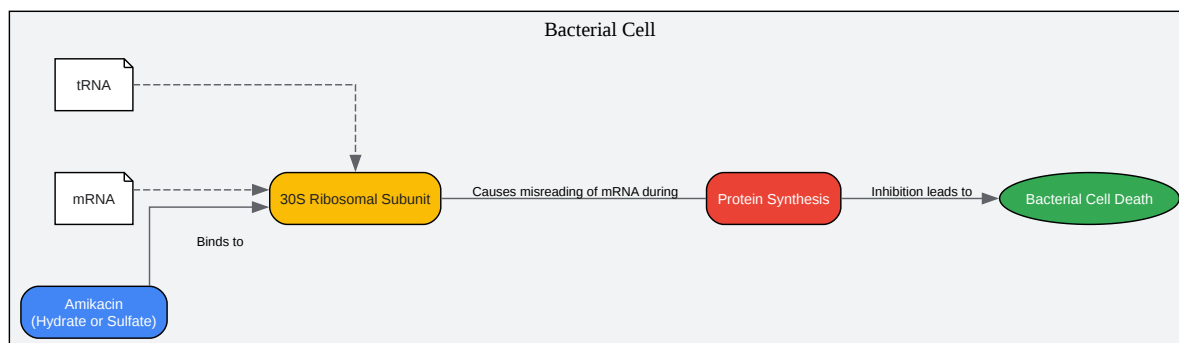 Bacterial Cell
tRNA
mRNA
30S Ribosomal Subunit
Causes misreading of mRNA during
Protein Synthesis
Inhibition leads to
Bacterial Cell Death
Binds to
Amikacin
(Hydrate or Sulfate)